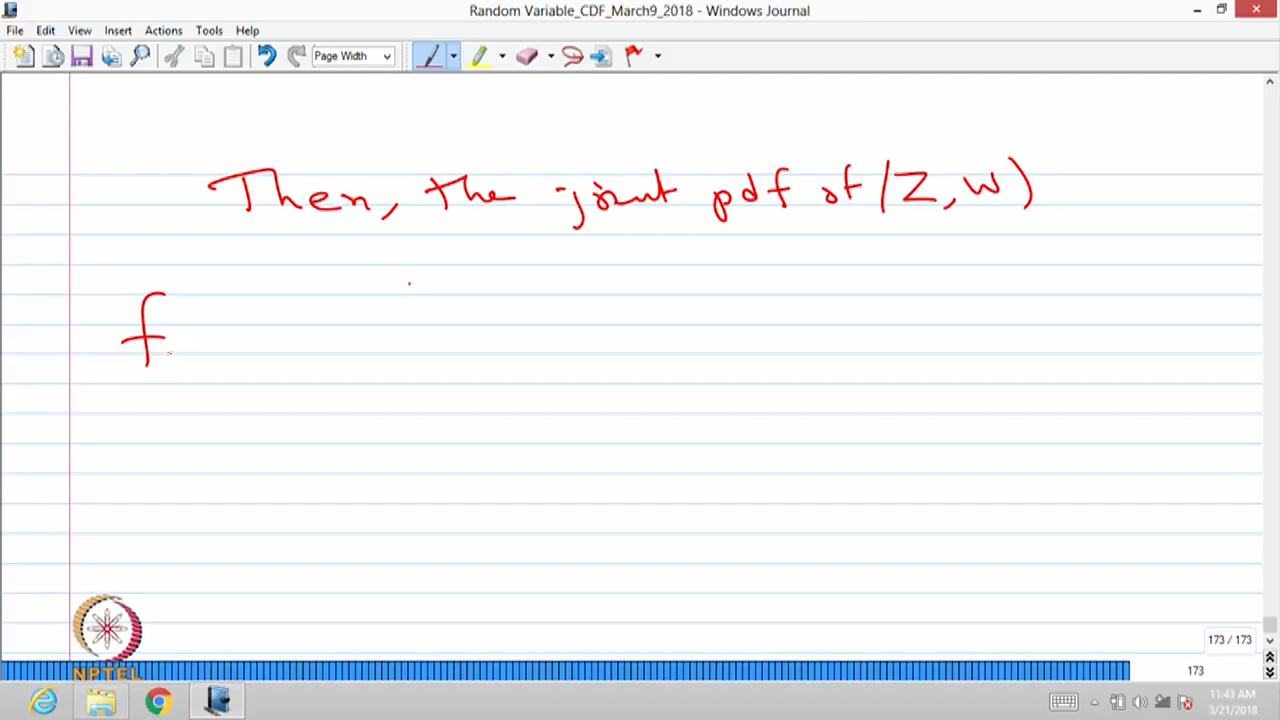 Random Variable_CDF_March9_2018 - Windows Journal
File Edit View Insert Actions Tools Help
Page Width
Then, the joint pdf of (Z, W)
f
173 / 173
NPTEL
173
11:43 AM
3/21/2018